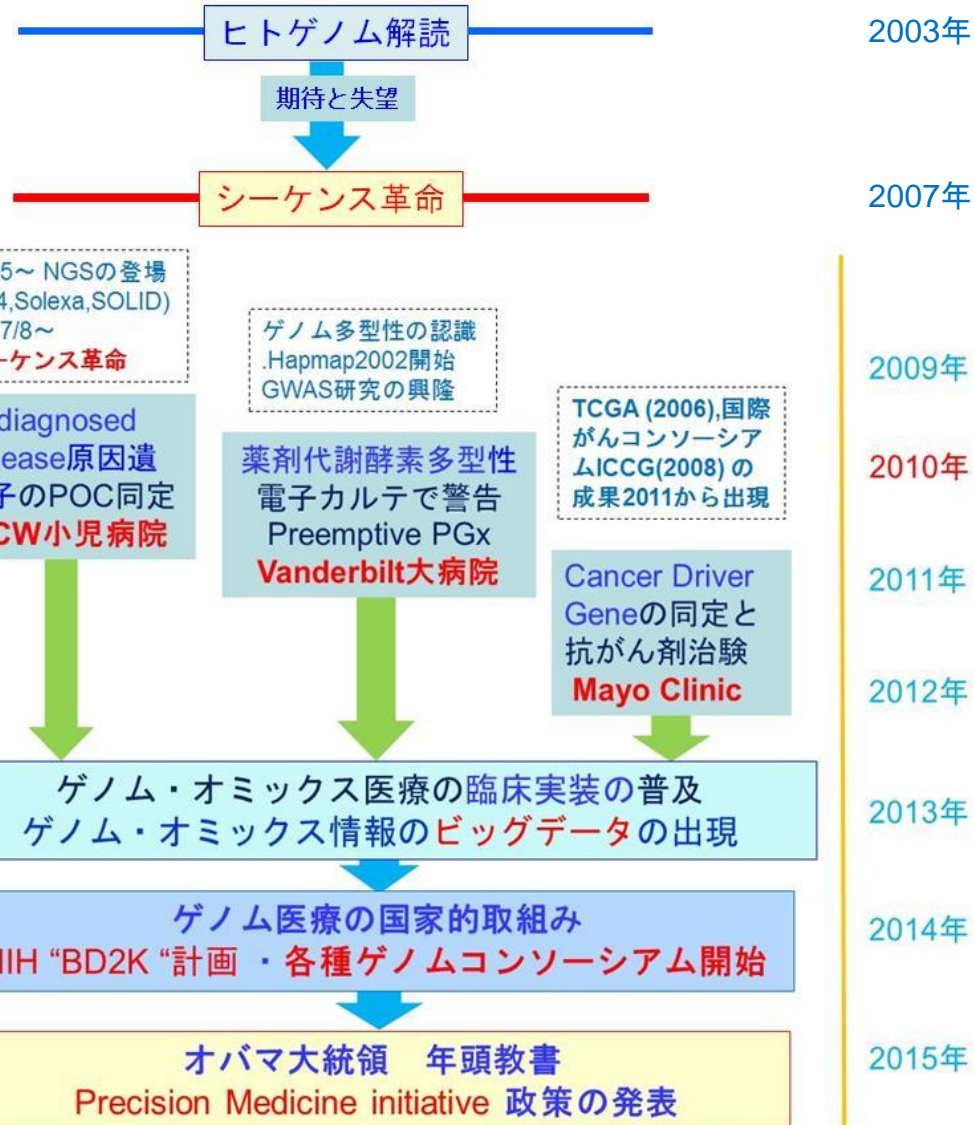 ヒトゲノム解読
2003年
期待と失望
シーケンス革命
2007年
5～ NGSの登場
4,Solexa,SOLID)
7/8～
ーケンス革命
ゲノム多型性の認識
.Hapmap2002開始
GWAS研究の興隆
2009年
TCGA (2006),国際
がんコンソーシア
ムICCG(2008) の
成果2011から出現
2010年
diagnosed
ease原因遺
子のPOC同定
CW小児病院
薬剤代謝酵素多型性
電子カルテで警告
Preemptive PGx
Vanderbilt大病院
2011年
Cancer Driver
Geneの同定と
抗がん剤治験
Mayo Clinic
2012年
ゲノム・オミックス医療の臨床実装の普及
ゲノム・オミックス情報のビッグデータの出現
2013年
ゲノム医療の国家的取組み
NIH “BD2K “計画 ・各種ゲノムコンソーシアム開始
2014年
オバマ大統領 年頭教書
Precision Medicine initiative 政策の発表
2015年